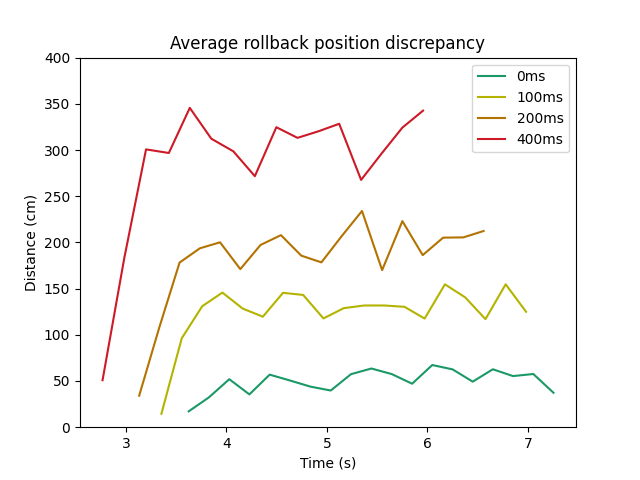 Average rollback position discrepancy
400
350
300
250
200
150
100
50
0
Distance (cm)
0ms
100ms
200ms
400ms
3 4 5 6 7
Time (s)